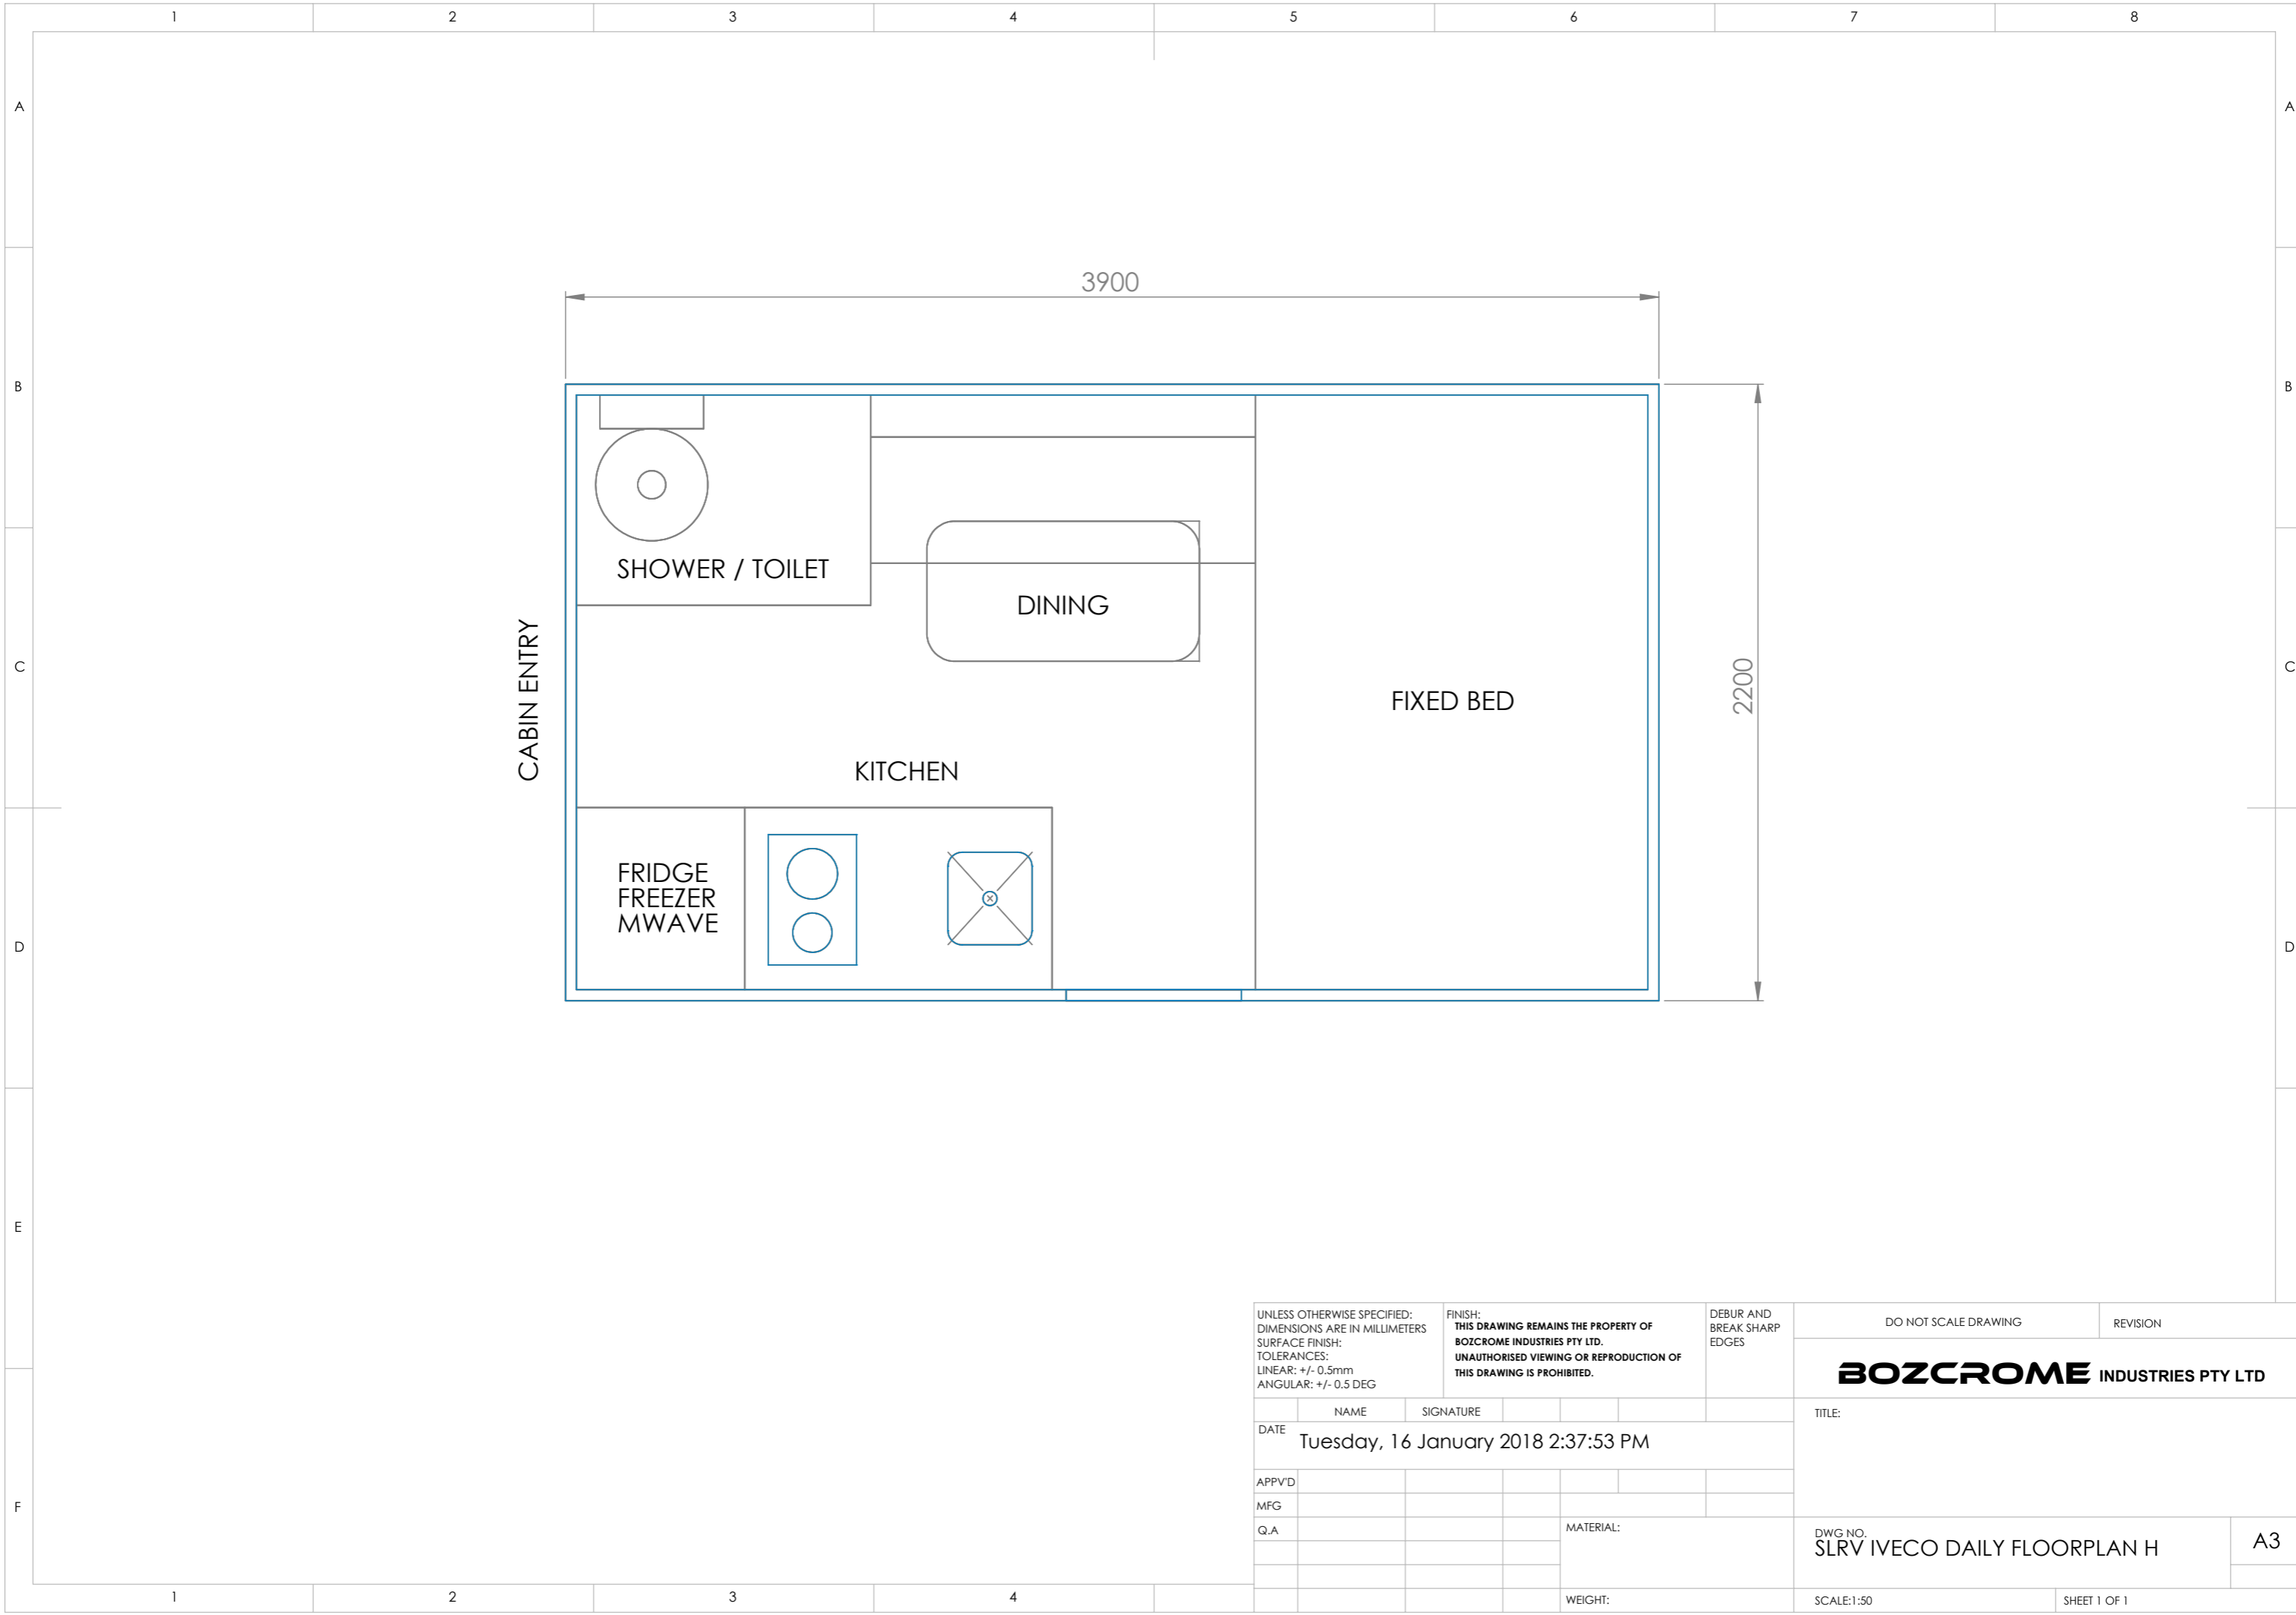 1 2 3 4 5 6 7 8
A A
B B
C C
D D
E
F
3900
2200
CABIN ENTRY
SHOWER / TOILET
DINING
FIXED BED
KITCHEN
FRIDGE
FREEZER
MWAVE
UNLESS OTHERWISE SPECIFIED:
DIMENSIONS ARE IN MILLIMETERS
SURFACE FINISH:
TOLERANCES:
LINEAR: +/- 0.5mm
ANGULAR: +/- 0.5 DEG
FINISH:
THIS DRAWING REMAINS THE PROPERTY OF
BOZCROME INDUSTRIES PTY LTD.
UNAUTHORISED VIEWING OR REPRODUCTION OF
THIS DRAWING IS PROHIBITED.
DEBUR AND
BREAK SHARP
EDGES
DO NOT SCALE DRAWING
REVISION
BOZCROME INDUSTRIES PTY LTD
NAME SIGNATURE
DATE Tuesday, 16 January 2018 2:37:53 PM
APPV'D
MFG
Q.A
MATERIAL:
WEIGHT:
TITLE:
DWG NO.
SLRV IVECO DAILY FLOORPLAN H
A3
SCALE:1:50
SHEET 1 OF 1
1 2 3 4